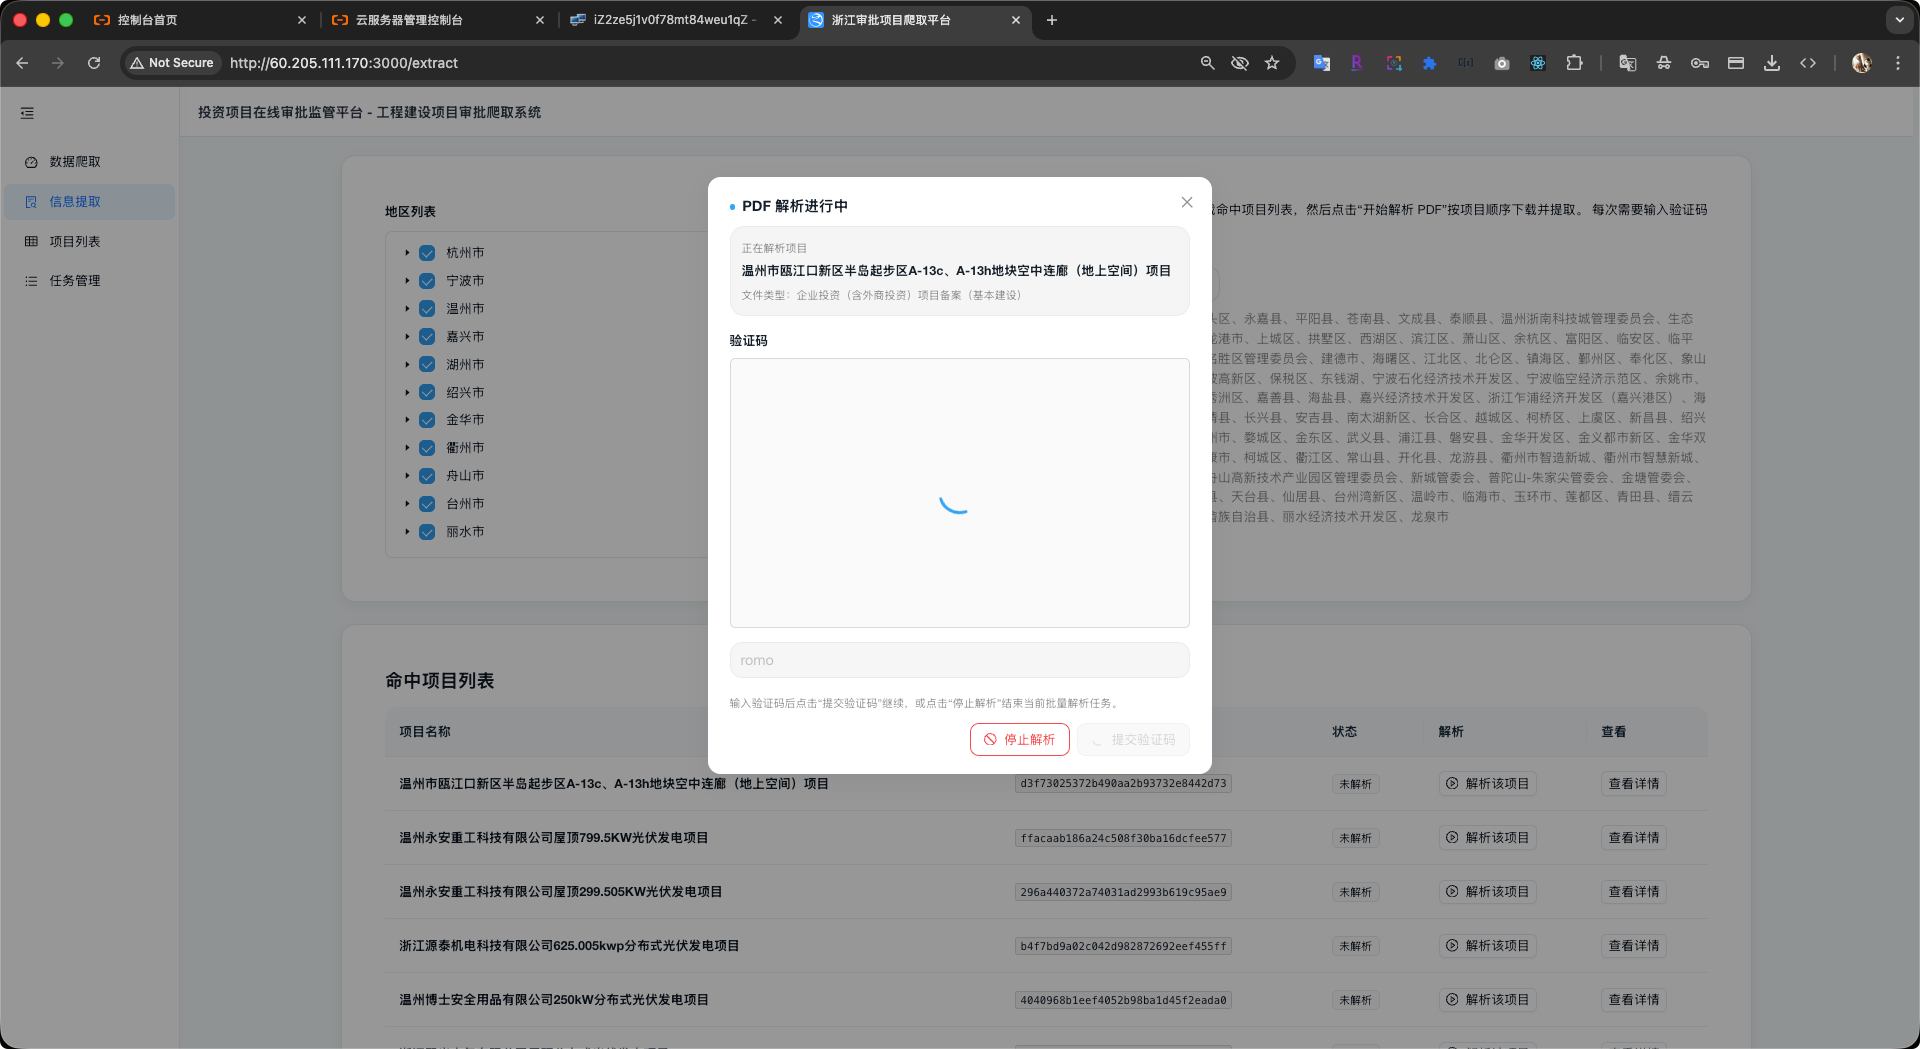 控制台首页
云服务器管理控制台
iZ2ze5j1v0f78mt84weu1qZ -
浙江审批项目爬取平台
Not Secure
http://60.205.111.170:3000/extract
投资项目在线审批监管平台 - 工程建设项目审批爬取系统
数据爬取
信息提取
项目列表
任务管理
地区列表
杭州市
宁波市
温州市
嘉兴市
湖州市
绍兴市
金华市
衢州市
舟山市
台州市
丽水市
命中项目列表，然后点击“开始解析 PDF”按项目顺序下载并提取。 每次需要输入验证码
区、永嘉县、平阳县、苍南县、文成县、泰顺县、温州浙南科技城管理委员会、生态
港市、上城区、拱墅区、西湖区、滨江区、萧山区、余杭区、富阳区、临安区、临平
胜区管理委员会、建德市、海曙区、江北区、北仑区、镇海区、鄞州区、奉化区、象山
高新区、保税区、东钱湖、宁波石化经济技术开发区、宁波临空经济示范区、余姚市、
洲区、嘉善县、海盐县、嘉兴经济技术开发区、浙江乍浦经济开发区（嘉兴港区）、海
县、长兴县、安吉县、南太湖新区、长合区、越城区、柯桥区、上虞区、新昌县、绍兴
市、婺城区、金东区、武义县、浦江县、磐安县、金华开发区、金义都市新区、金华双
市、柯城区、衢江区、常山县、开化县、龙游县、衢州市智造新城、衢州市智慧新城、
山高新技术产业园区管理委员会、新城管委会、普陀山-朱家尖管委会、金塘管委会、
、天台县、仙居县、台州湾新区、温岭市、临海市、玉环市、莲都区、青田县、缙云
族自治县、丽水经济技术开发区、龙泉市
PDF 解析进行中
正在解析项目
温州市瓯江口新区半岛起步区A-13c、A-13h地块空中连廊（地上空间）项目
文件类型：企业投资（含外商投资）项目备案（基本建设）
验证码
romo
输入验证码后点击“提交验证码”继续，或点击“停止解析”结束当前批量解析任务。
停止解析
提交验证码
命中项目列表
项目名称 状态 解析 查看
温州市瓯江口新区半岛起步区A-13c、A-13h地块空中连廊（地上空间）项目 d3f73025372b490aa2b93732e8442d73 未解析 解析该项目 查看详情
温州永安重工科技有限公司屋顶799.5KW光伏发电项目 ffacaab186a24c508f30ba16dcfee577 未解析 解析该项目 查看详情
温州永安重工科技有限公司屋顶299.505KW光伏发电项目 296a440372a74031ad2993b619c95ae9 未解析 解析该项目 查看详情
浙江源泰机电科技有限公司625.005kwp分布式光伏发电项目 b4f7bd9a02c042d982872692eef455ff 未解析 解析该项目 查看详情
温州博士安全用品有限公司250kW分布式光伏发电项目 4040968b1eef4052b98ba1d45f2eada0 未解析 解析该项目 查看详情